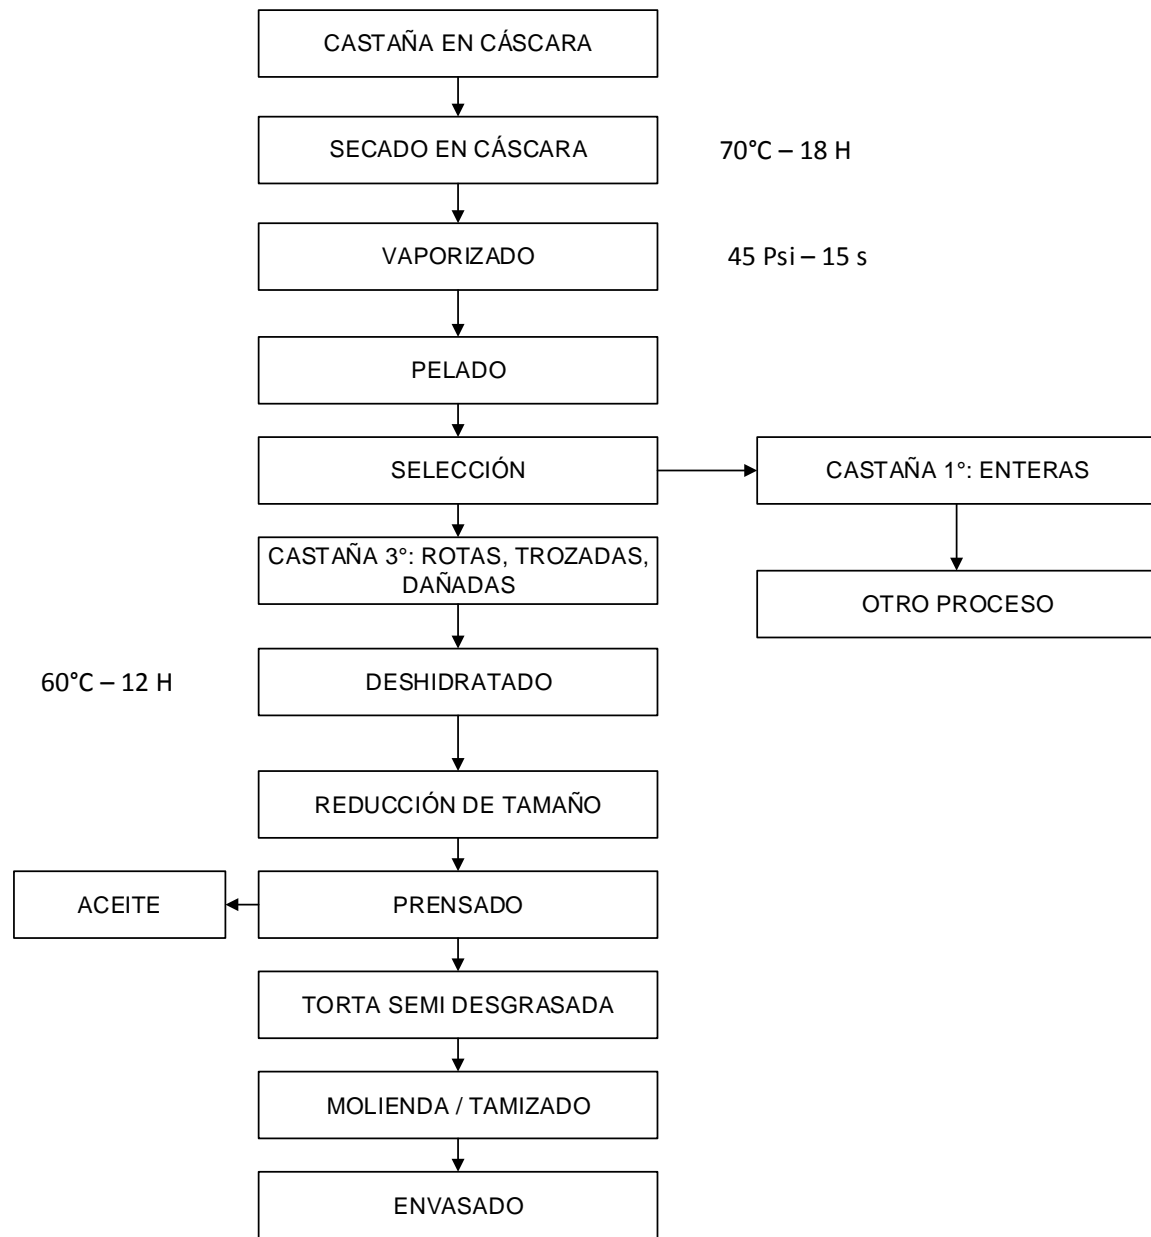 CASTAÑA EN CÁSCARA
SECADO EN CÁSCARA
70°C – 18 H
VAPORIZADO
45 Psi – 15 s
PELADO
SELECCIÓN
CASTAÑA 1°: ENTERAS
CASTAÑA 3°: ROTAS, TROZADAS,
DAÑADAS
OTRO PROCESO
60°C – 12 H
DESHIDRATADO
REDUCCIÓN DE TAMAÑO
ACEITE
PRENSADO
TORTA SEMI DESGRASADA
MOLIENDA / TAMIZADO
ENVASADO